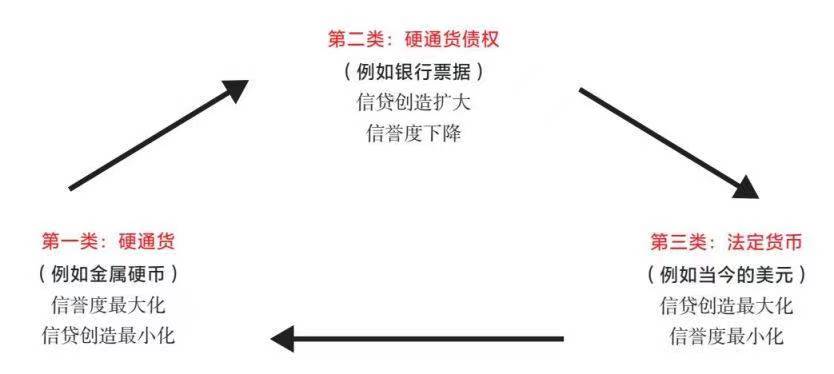 第二类：硬通货债权
（例如银行票据）
信贷创造扩大
信誉度下降
第一类：硬通货
（例如金属硬币）
信誉度最大化
信贷创造最小化
第三类：法定货币
（例如当今的美元）
信贷创造最大化
信誉度最小化